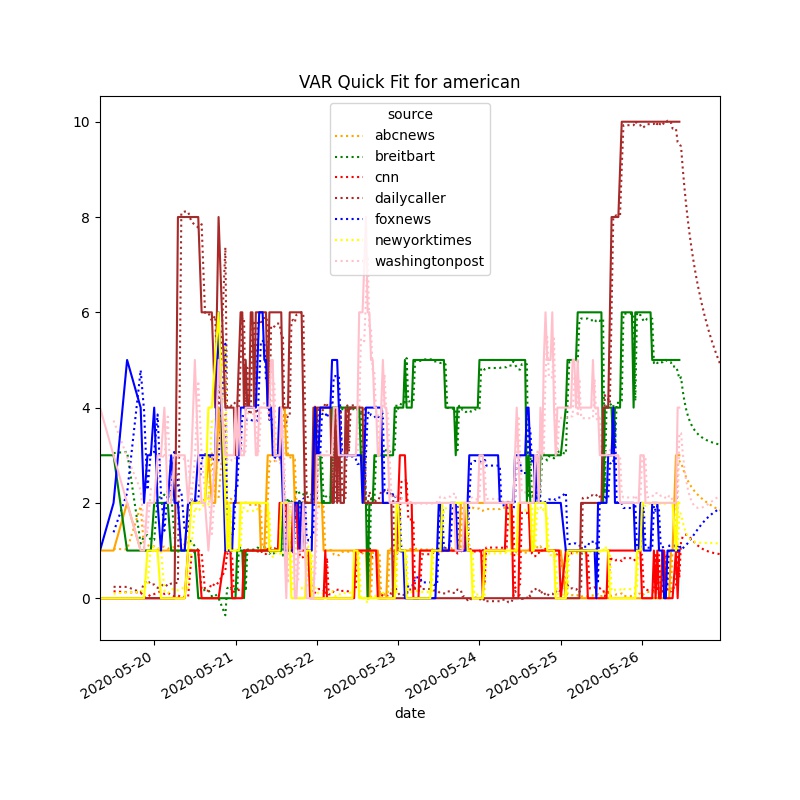 VAR Quick Fit for american
source
abcnews
breitbart
cnn
dailycaller
foxnews
newyorktimes
washingtonpost
10
8
6
4
2
0
2020-05-20
2020-05-21
2020-05-22
2020-05-23
2020-05-24
2020-05-25
2020-05-26
date